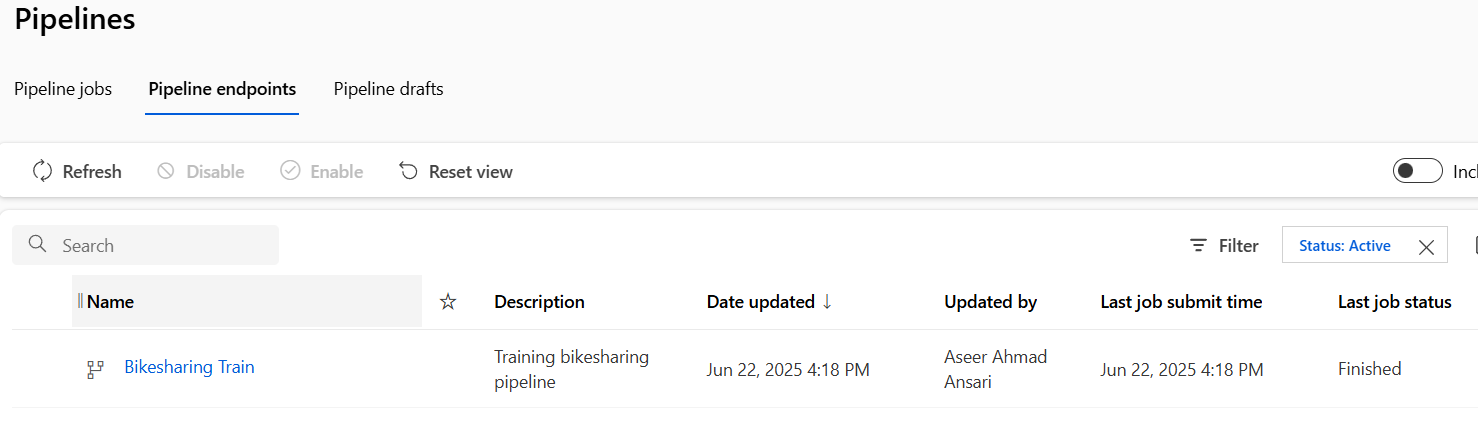 Pipelines
Pipeline jobs Pipeline endpoints Pipeline drafts
Refresh Disable Enable Reset view
Search Filter Status: Active
Name Description Date updated ↓ Updated by Last job submit time Last job status
Bikesharing Train Training bikesharing pipeline Jun 22, 2025 4:18 PM Aseer Ahmad Ansari Jun 22, 2025 4:18 PM Finished